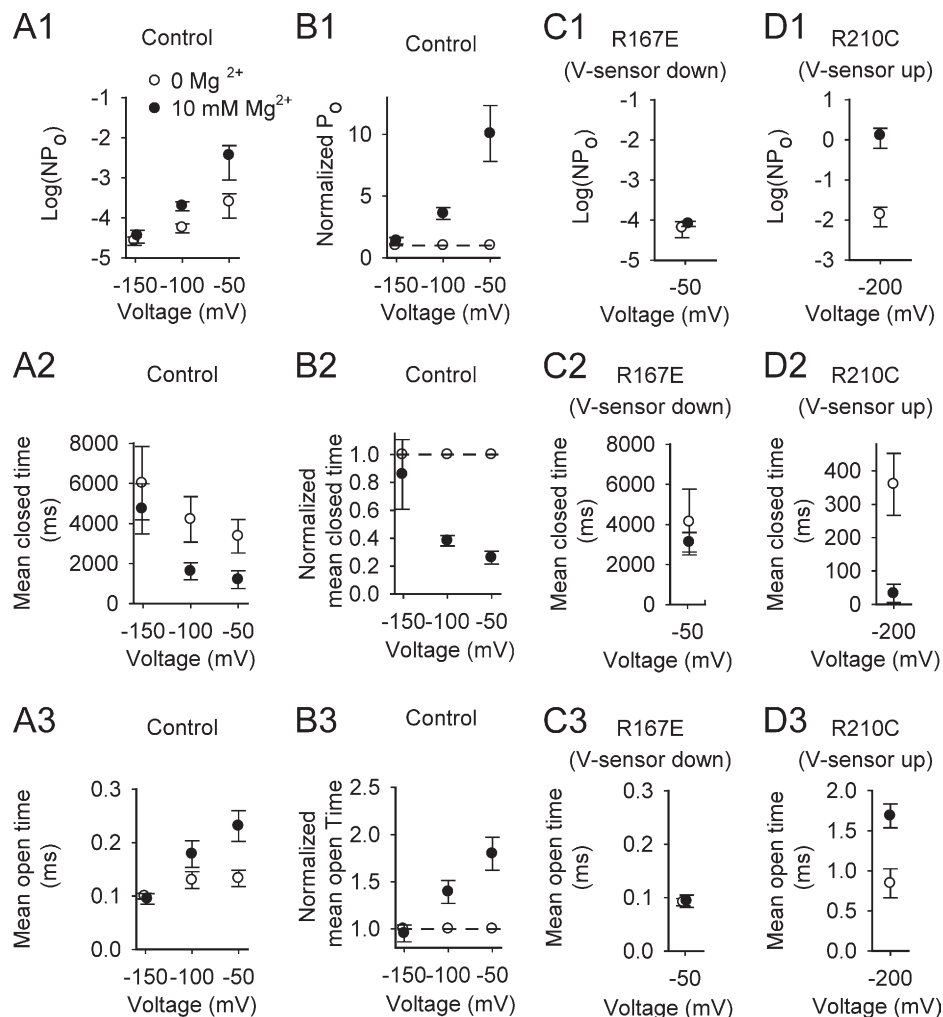 A1
Control
○ 0 Mg 2+
● 10 mM Mg2+
Log(NPO)
-1
-2
-3
-4
-5
-150 -100 -50
Voltage (mV)
B1
Control
Normalized PO
10
5
0
-150 -100 -50
Voltage (mV)
C1
R167E
(V-sensor down)
Log(NPO)
-1
-2
-3
-4
-5
-50
Voltage (mV)
D1
R210C
(V-sensor up)
Log(NPO)
1
0
-1
-2
-3
-200
Voltage (mV)
A2
Control
Mean closed time
(ms)
8000
6000
4000
2000
0
-150 -100 -50
Voltage (mV)
B2
Control
Normalized
mean closed time
1.0
0.8
0.6
0.4
0.2
0.0
-150 -100 -50
Voltage (mV)
C2
R167E
(V-sensor down)
Mean closed time
(ms)
8000
6000
4000
2000
0
-50
Voltage (mV)
D2
R210C
(V-sensor up)
Mean closed time
(ms)
400
300
200
100
0
-200
Voltage (mV)
A3
Control
Mean open time
(ms)
0.3
0.2
0.1
0.0
-150 -100 -50
Voltage (mV)
B3
Control
Normalized
mean open Time
2.5
2.0
1.5
1.0
-150 -100 -50
Voltage (mV)
C3
R167E
(V-sensor down)
Mean open time
(ms)
0.3
0.2
0.1
0.0
-50
Voltage (mV)
D3
R210C
(V-sensor up)
Mean open time
(ms)
2.0
1.5
1.0
0.5
0.0
-200
Voltage (mV)